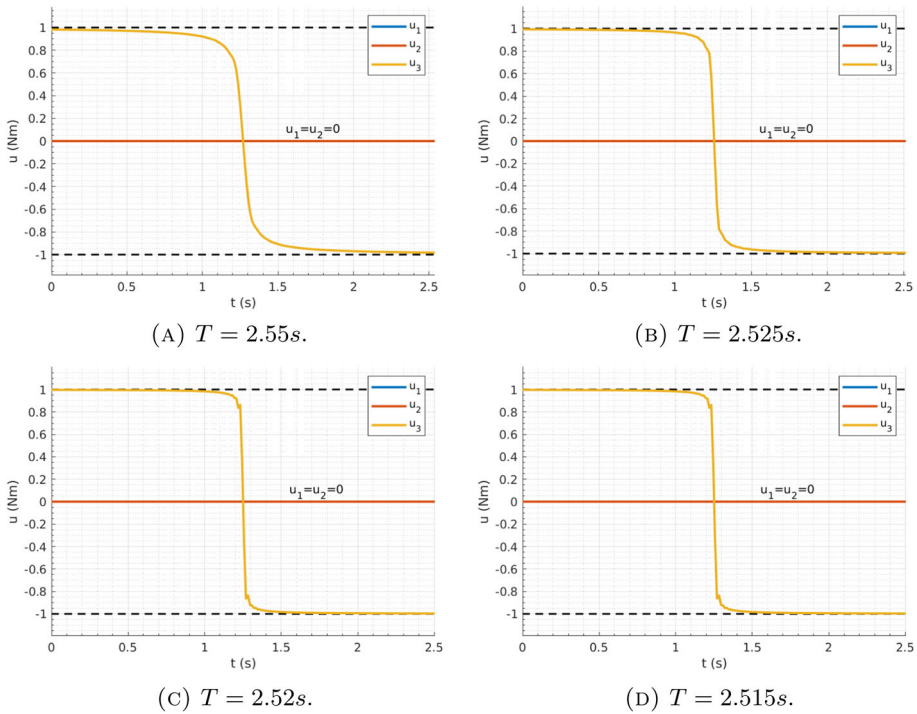 1
0.8
0.6
0.4
0.2
0
-0.2
-0.4
-0.6
-0.8
-1
u (Nm)
u1
u2
u3
u1=u2=0
0 0.5 1 1.5 2 2.5
t (s)
(A) T = 2.55s.
1
0.8
0.6
0.4
0.2
0
-0.2
-0.4
-0.6
-0.8
-1
u (Nm)
u1
u2
u3
u1=u2=0
0 0.5 1 1.5 2 2.5
t (s)
(B) T = 2.525s.
1
0.8
0.6
0.4
0.2
0
-0.2
-0.4
-0.6
-0.8
-1
u (Nm)
u1
u2
u3
u1=u2=0
0 0.5 1 1.5 2 2.5
t (s)
(C) T = 2.52s.
1
0.8
0.6
0.4
0.2
0
-0.2
-0.4
-0.6
-0.8
-1
u (Nm)
u1
u2
u3
u1=u2=0
0 0.5 1 1.5 2 2.5
t (s)
(D) T = 2.515s.